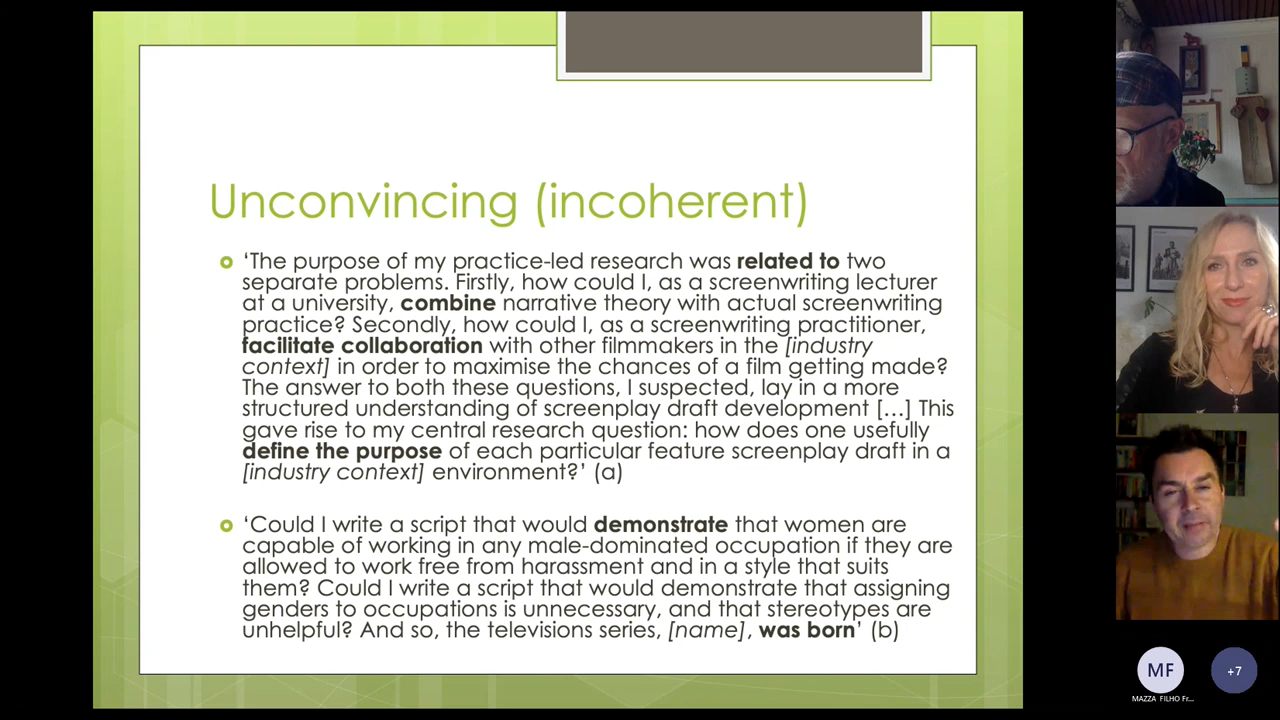 Unconvincing (incoherent)
‘The purpose of my practice-led research was related to two
separate problems. Firstly, how could I, as a screenwriting lecturer
at a university, combine narrative theory with actual screenwriting
practice? Secondly, how could I, as a screenwriting practitioner,
facilitate collaboration with other filmmakers in the [industry
context] in order to maximise the chances of a film getting made?
The answer to both these questions, I suspected, lay in a more
structured understanding of screenplay draft development […] This
gave rise to my central research question: how does one usefully
define the purpose of each particular feature screenplay draft in a
[industry context] environment?’ (a)
‘Could I write a script that would demonstrate that women are
capable of working in any male-dominated occupation if they are
allowed to work free from harassment and in a style that suits
them? Could I write a script that would demonstrate that assigning
genders to occupations is unnecessary, and that stereotypes are
unhelpful? And so, the televisions series, [name], was born’ (b)
MF
+7
MAZZA FILHO Fr...